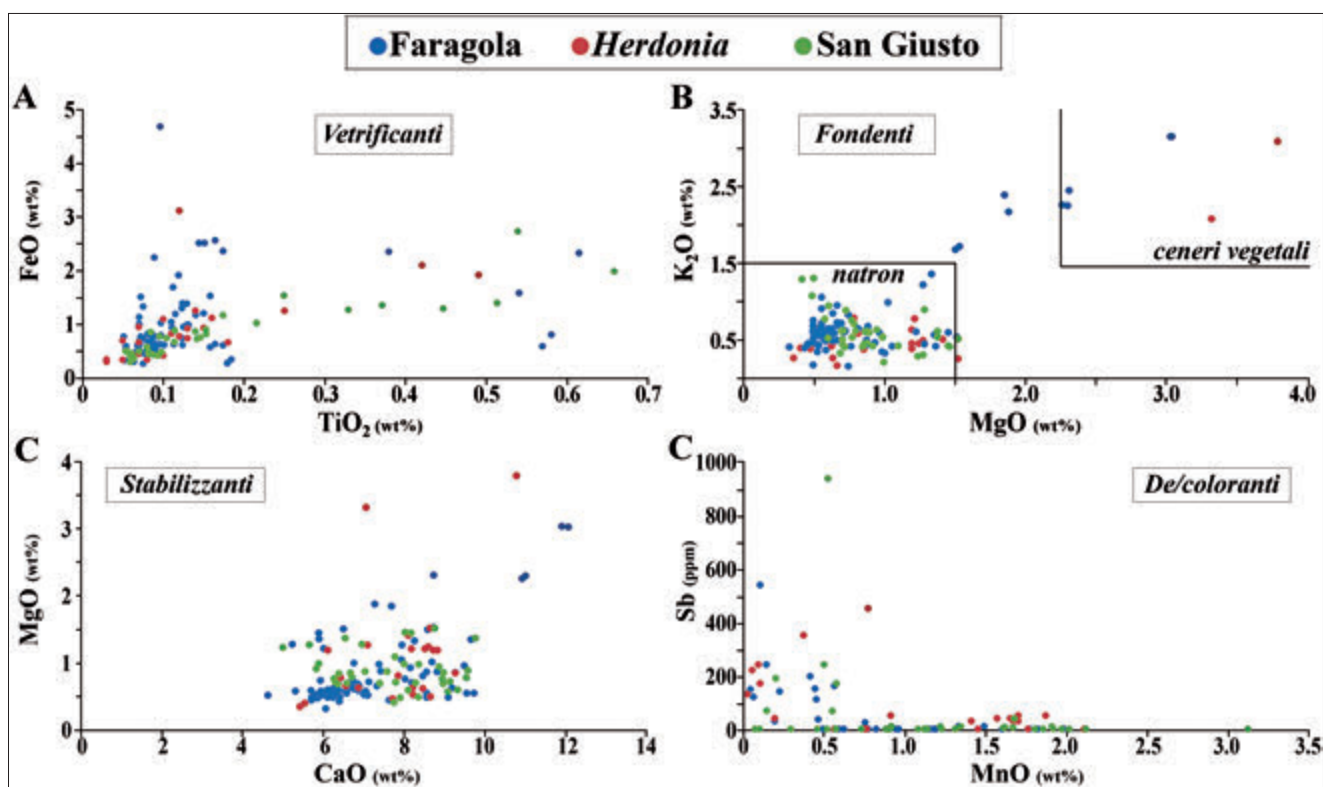 Faragola Herdonia San Giusto
A
Vetrificanti
FeO (wt%)
5
4
3
2
1
0
0 0.1 0.2 0.3 0.4 0.5 0.6 0.7
TiO₂ (wt%)
B
Fondenti
K₂O (wt%)
3.5
2.5
1.5
0.5
natron
ceneri vegetali
0 1.0 2.0 3.0 4.0
MgO (wt%)
C
Stabilizzanti
MgO (wt%)
4
3
2
1
0
0 2 4 6 8 10 12 14
CaO (wt%)
C
De/coloranti
Sb (ppm)
1000
800
600
400
200
0
0 0.5 1.0 1.5 2.0 2.5 3.0 3.5
MnO (wt%)